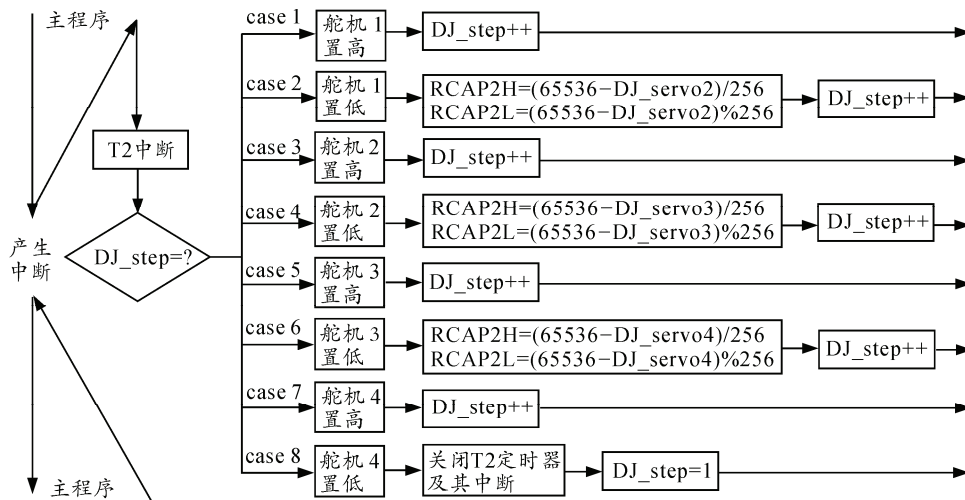 主程序
T2中断
产生
中断
DJ_step=?
case 1
舵机1
置高
DJ_step++
case 2
舵机1
置低
RCAP2H=(65536−DJ_servo2)/256
RCAP2L=(65536−DJ_servo2)%256
DJ_step++
case 3
舵机2
置高
DJ_step++
case 4
舵机2
置低
RCAP2H=(65536−DJ_servo3)/256
RCAP2L=(65536−DJ_servo3)%256
DJ_step++
case 5
舵机3
置高
DJ_step++
case 6
舵机3
置低
RCAP2H=(65536−DJ_servo4)/256
RCAP2L=(65536−DJ_servo4)%256
DJ_step++
case 7
舵机4
置高
DJ_step++
case 8
舵机4
置低
关闭T2定时器
及其中断
DJ_step=1
主程序